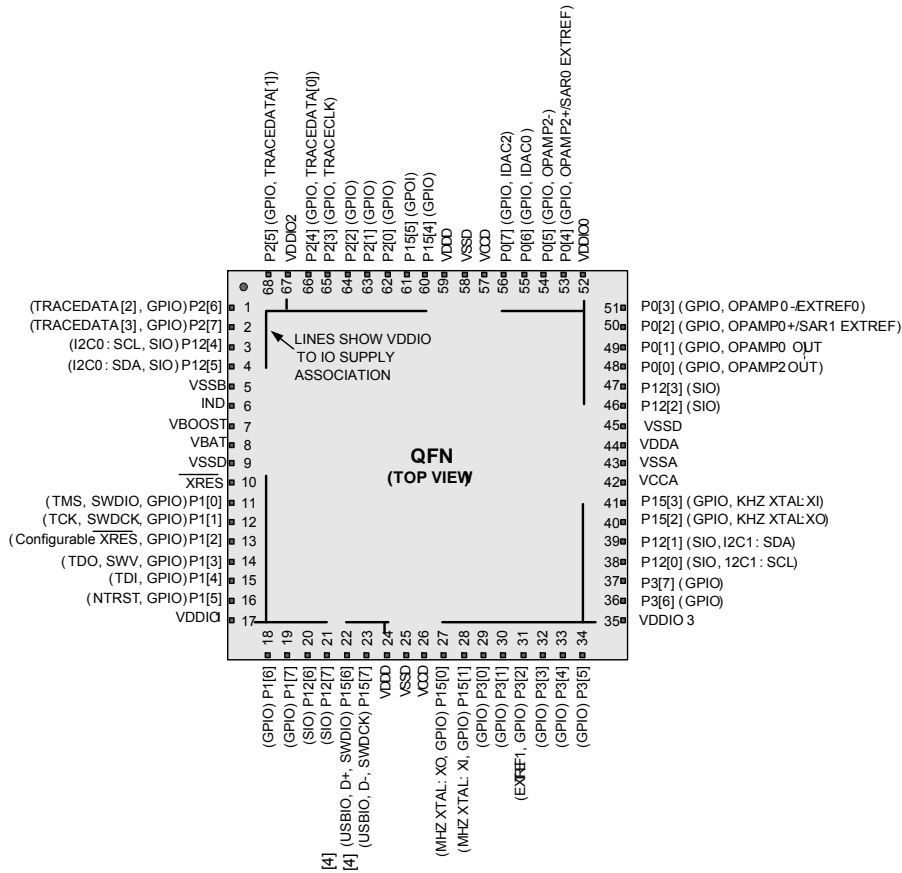 P2[5] (GPIO, TRACEDATA[1])
VDDIO2
P2[4] (GPIO, TRACEDATA[0])
P2[3] (GPIO, TRACECLK)
P2[2] (GPIO)
P2[1] (GPIO)
P2[0] (GPIO)
P15[5] (GPOI)
P15[4] (GPIO)
VDDD
VSSD
VCCD
P0[7] (GPIO, IDAC2)
P0[6] (GPIO, IDAC0)
P0[5] (GPIO, OPAMP2-)
P0[4] (GPIO, OPAMP2+/SAR0 EXTREF)
VDDIO0
68 67 66 65 64 63 62 61 60 59 58 57 56 55 54 53 52
(TRACEDATA[2], GPIO) P2[6] 1
(TRACEDATA[3], GPIO) P2[7] 2
(I2C0: SCL, SIO) P12[4] 3
(I2C0: SDA, SIO) P12[5] 4
VSSB 5
IND 6
VBOOST 7
VBAT 8
VSSD 9
XRES 10
(TMS, SWDIO, GPIO) P1[0] 11
(TCK, SWDCK, GPIO) P1[1] 12
(Configurable XRES, GPIO) P1[2] 13
(TDO, SWV, GPIO) P1[3] 14
(TDI, GPIO) P1[4] 15
(NTRST, GPIO) P1[5] 16
VDDIO1 17
LINES SHOW VDDIO
TO IO SUPPLY
ASSOCIATION
QFN
(TOP VIEW)
51 P0[3] (GPIO, OPAMP0-/EXTREF0)
50 P0[2] (GPIO, OPAMP0+/SAR1 EXTREF)
49 P0[1] (GPIO, OPAMP0 OUT
48 P0[0] (GPIO, OPAMP2 OUT)
47 P12[3] (SIO)
46 P12[2] (SIO)
45 VSSD
44 VDDA
43 VSSA
42 VCCA
41 P15[3] (GPIO, KHZ XTAL: XI)
40 P15[2] (GPIO, KHZ XTAL: XO)
39 P12[1] (SIO, I2C1: SDA)
38 P12[0] (SIO, 12C1: SCL)
37 P3[7] (GPIO)
36 P3[6] (GPIO)
35 VDDIO 3
18 19 20 21 22 23 24 25 26 27 28 29 30 31 32 33 34
(GPIO) P1[6]
(GPIO) P1[7]
(SIO) P12[6]
(SIO) P12[7]
[4] (USBIO, D+, SWDIO) P15[6]
[4] (USBIO, D-, SWDCK) P15[7]
VDDD
VSSD
VCCD
(MHZ XTAL: XO, GPIO) P15[0]
(MHZ XTAL: XI, GPIO) P15[1]
(GPIO) P3[0]
(GPIO) P3[1]
(EXTREF1, GPIO) P3[2]
(GPIO) P3[3]
(GPIO) P3[4]
(GPIO) P3[5]